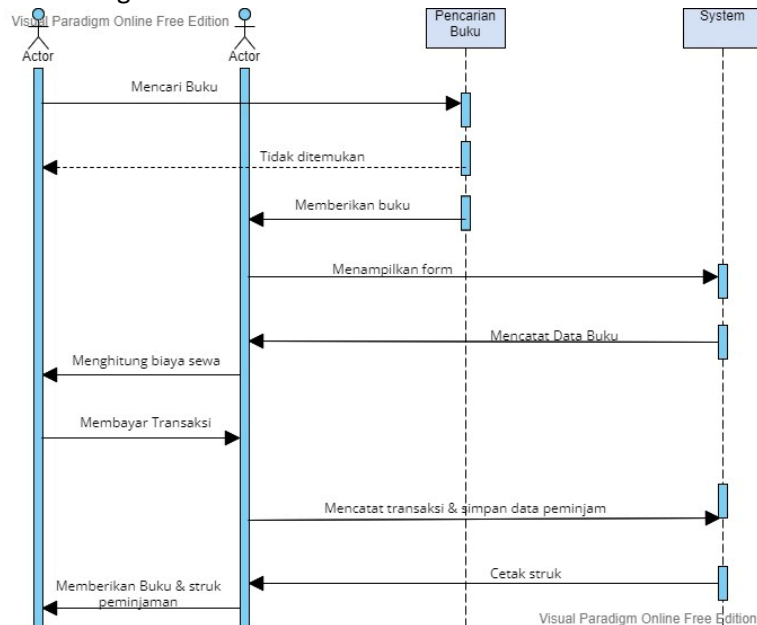 Visual Paradigm Online Free Edition
Pencarian
Buku
System
Actor
Actor
Mencari Buku
Tidak ditemukan
Memberikan buku
Menampilkan form
Mencatat Data Buku
Menghitung biaya sewa
Membayar Transaksi
Mencatat transaksi & simpan data peminjam
Cetak struk
Memberikan Buku & struk
peminjaman
Visual Paradigm Online Free Edition